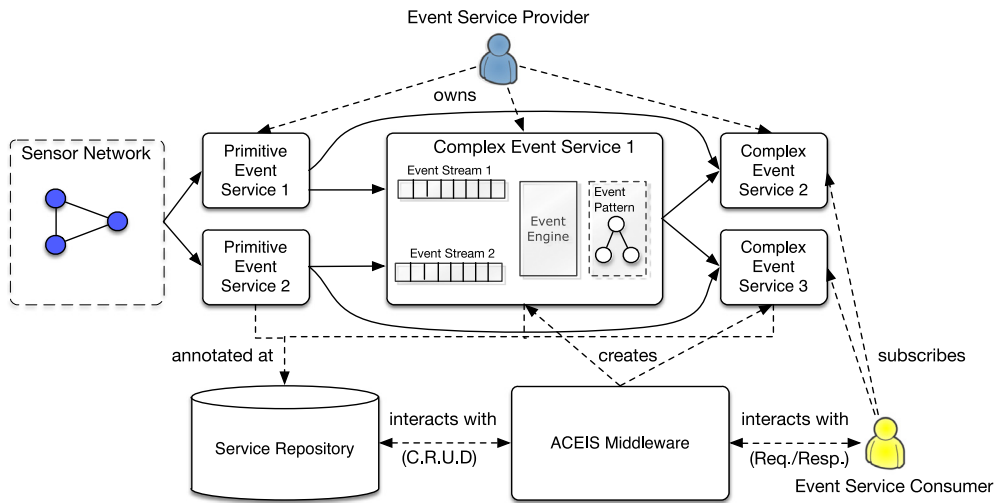 Event Service Provider
owns
Sensor Network
Primitive
Event
Service 1
Complex Event Service 1
Event Stream 1
Event
Engine
Event
Pattern
Event Stream 2
Complex
Event
Service 2
Primitive
Event
Service 2
Complex
Event
Service 3
annotated at
creates
subscribes
Service Repository
interacts with
(C.R.U.D)
ACEIS Middleware
interacts with
(Req./Resp.)
Event Service Consumer